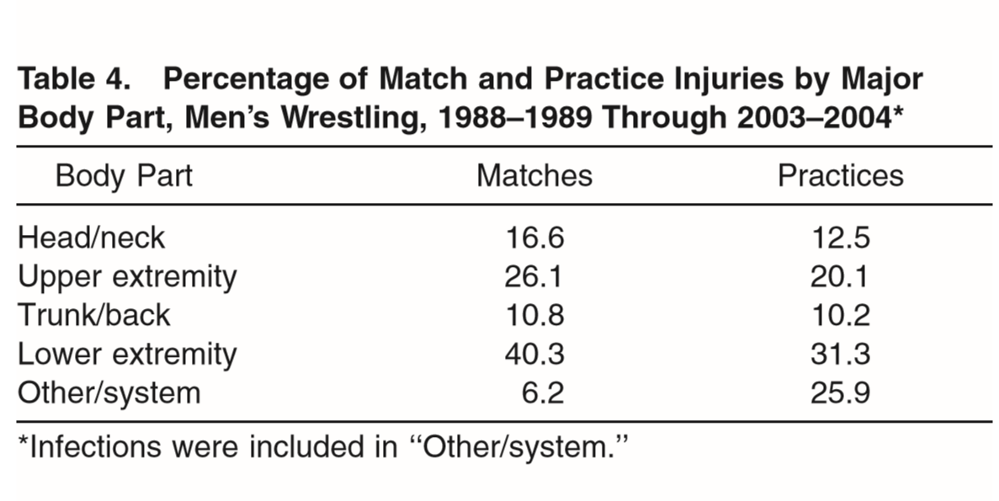 Table 4. Percentage of Match and Practice Injuries by Major
Body Part, Men’s Wrestling, 1988–1989 Through 2003–2004*
Body Part Matches Practices
Head/neck 16.6 12.5
Upper extremity 26.1 20.1
Trunk/back 10.8 10.2
Lower extremity 40.3 31.3
Other/system 6.2 25.9
*Infections were included in ‘‘Other/system.’’